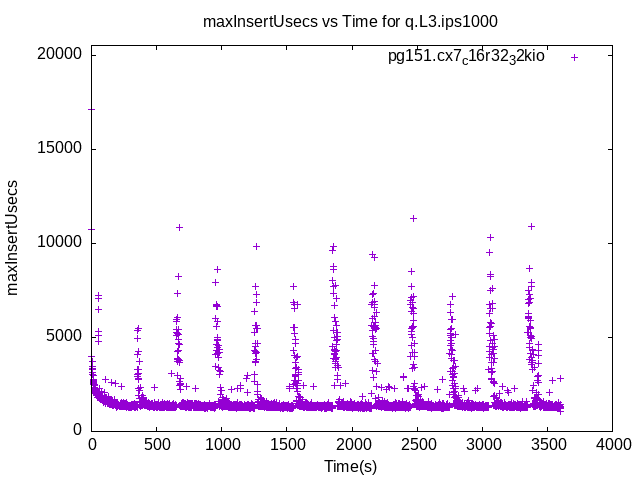 maxInsertUsecs vs Time for q.L3.ips1000
pg151.cx7c16r3232kio
20000
15000
10000
5000
0
maxInsertUsecs
0 500 1000 1500 2000 2500 3000 3500 4000
Time(s)